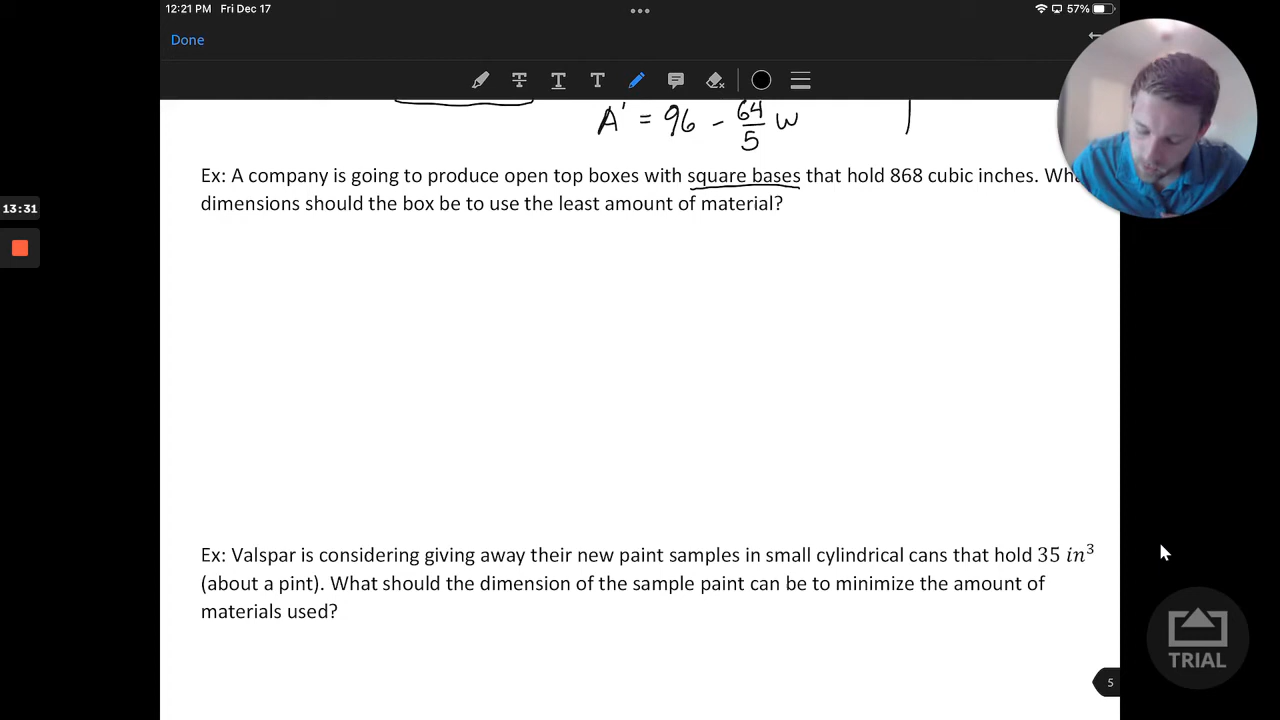 12:21 PM Fri Dec 17
57%
Done
A' = 96 - 64/5 w
Ex: A company is going to produce open top boxes with square bases that hold 868 cubic inches.
dimensions should the box be to use the least amount of material?
13:31
Ex: Valspar is considering giving away their new paint samples in small cylindrical cans that hold 35 in³
(about a pint). What should the dimension of the sample paint can be to minimize the amount of
materials used?
TRIAL
5